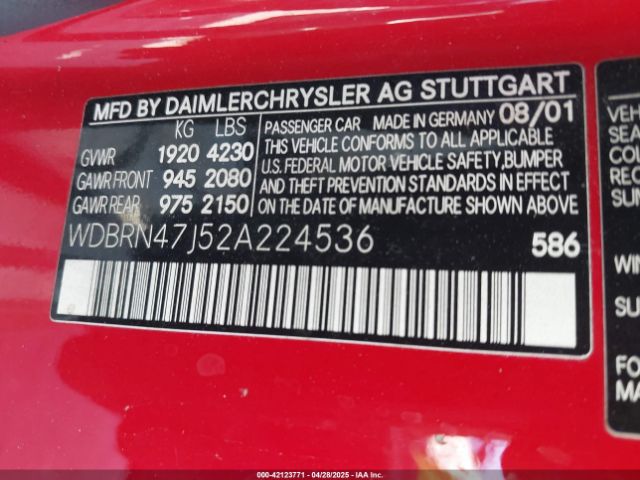 MFD BY DAIMLERCHRYSLER AG STUTTGART
KG LBS
GVWR 1920 4230
GAWR FRONT 945 2080
GAWR REAR 975 2150
PASSENGER CAR MADE IN GERMANY 08/01
THIS VEHICLE CONFORMS TO ALL APPLICABLE
U.S. FEDERAL MOTOR VEHICLE SAFETY, BUMPER
AND THEFT PREVENTION STANDARDS IN EFFECT
ON THE DATE OF MANUFACTURE SHOWN ABOVE
WDBRN47J52A224536
586
000-42123771 - 04/28/2025 - IAAI, Inc.